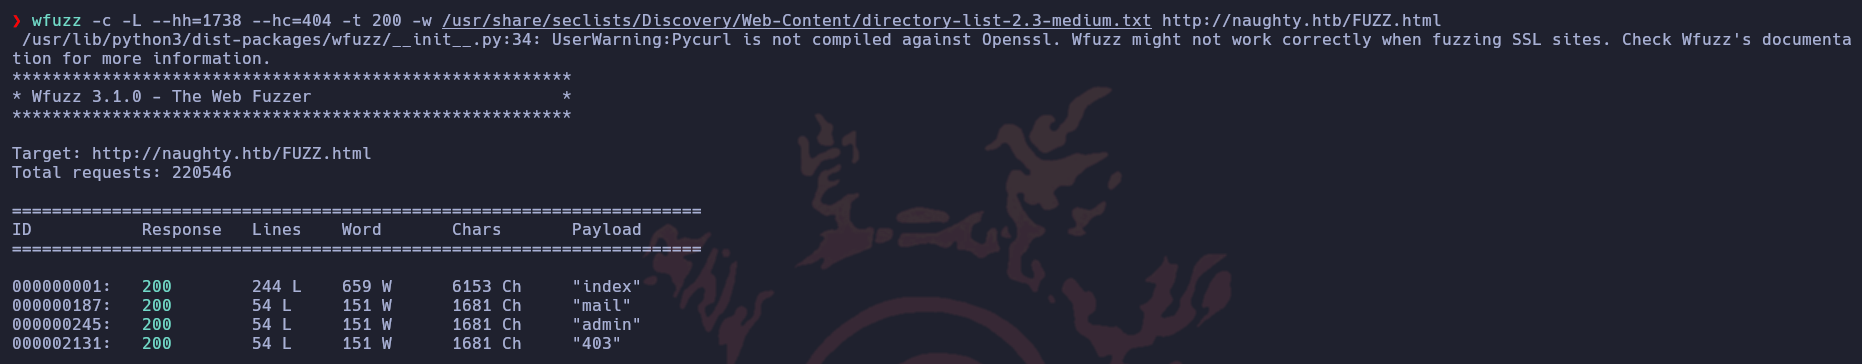 ❯ wfuzz -c -L --hh=1738 --hc=404 -t 200 -w /usr/share/seclists/Discovery/Web-Content/directory-list-2.3-medium.txt http://naughty.htb/FUZZ.html
 /usr/lib/python3/dist-packages/wfuzz/__init__.py:34: UserWarning:Pycurl is not compiled against Openssl. Wfuzz might not work correctly when fuzzing SSL sites. Check Wfuzz's documenta
tion for more information.
********************************************************
* Wfuzz 3.1.0 - The Web Fuzzer                         *
********************************************************

Target: http://naughty.htb/FUZZ.html
Total requests: 220546

=====================================================================
ID           Response   Lines    Word       Chars       Payload
=====================================================================

000000001:   200        244 L    659 W      6153 Ch     "index"
000000187:   200        54 L     151 W      1681 Ch     "mail"
000000245:   200        54 L     151 W      1681 Ch     "admin"
000002131:   200        54 L     151 W      1681 Ch     "403"